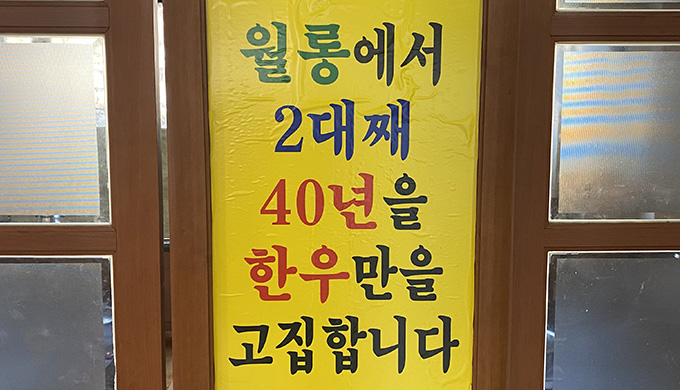 월롱에서
2대째
40년을
한우만을
고집합니다